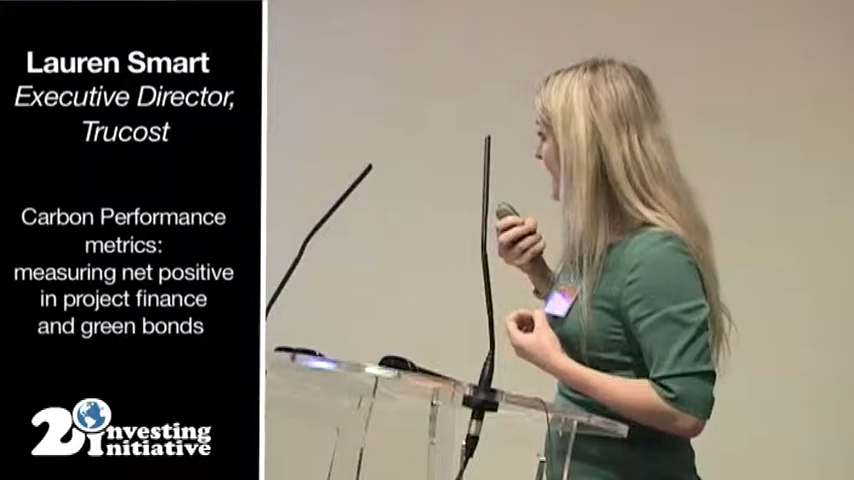 Lauren Smart
Executive Director,
Trucost
Carbon Performance
metrics:
measuring net positive
in project finance
and green bonds
2° Investing
Initiative